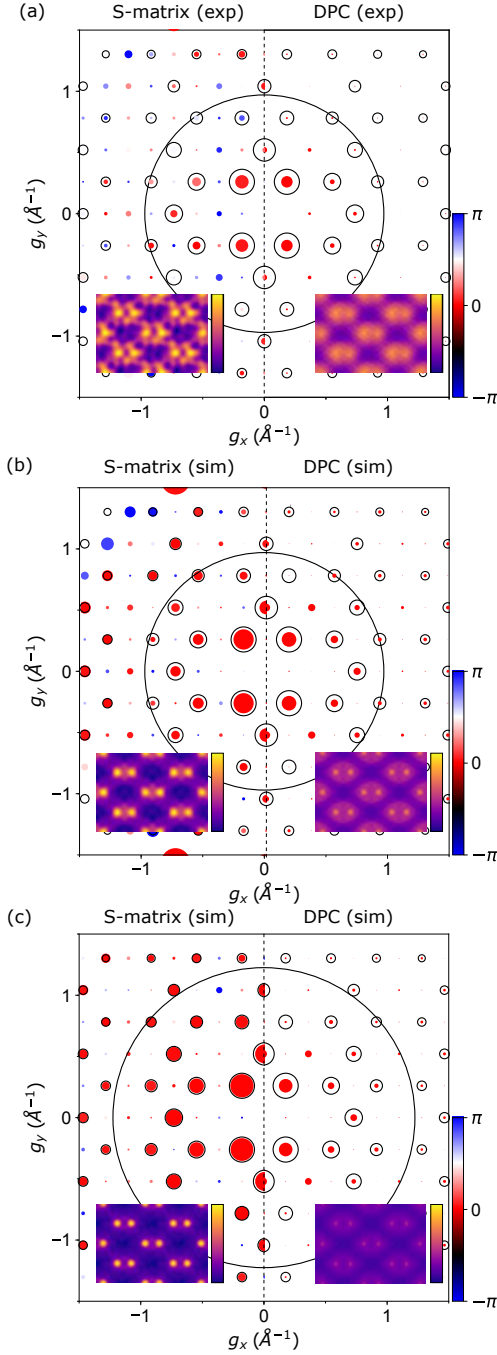 (a)
S-matrix (exp) DPC (exp)
1
0
−1
g_y (Å⁻¹)
−1 0 1
g_x (Å⁻¹)
π
0
−π
(b)
S-matrix (sim) DPC (sim)
1
0
−1
g_y (Å⁻¹)
−1 0 1
g_x (Å⁻¹)
π
0
−π
(c)
S-matrix (sim) DPC (sim)
1
0
−1
g_y (Å⁻¹)
−1 0 1
g_x (Å⁻¹)
π
0
−π